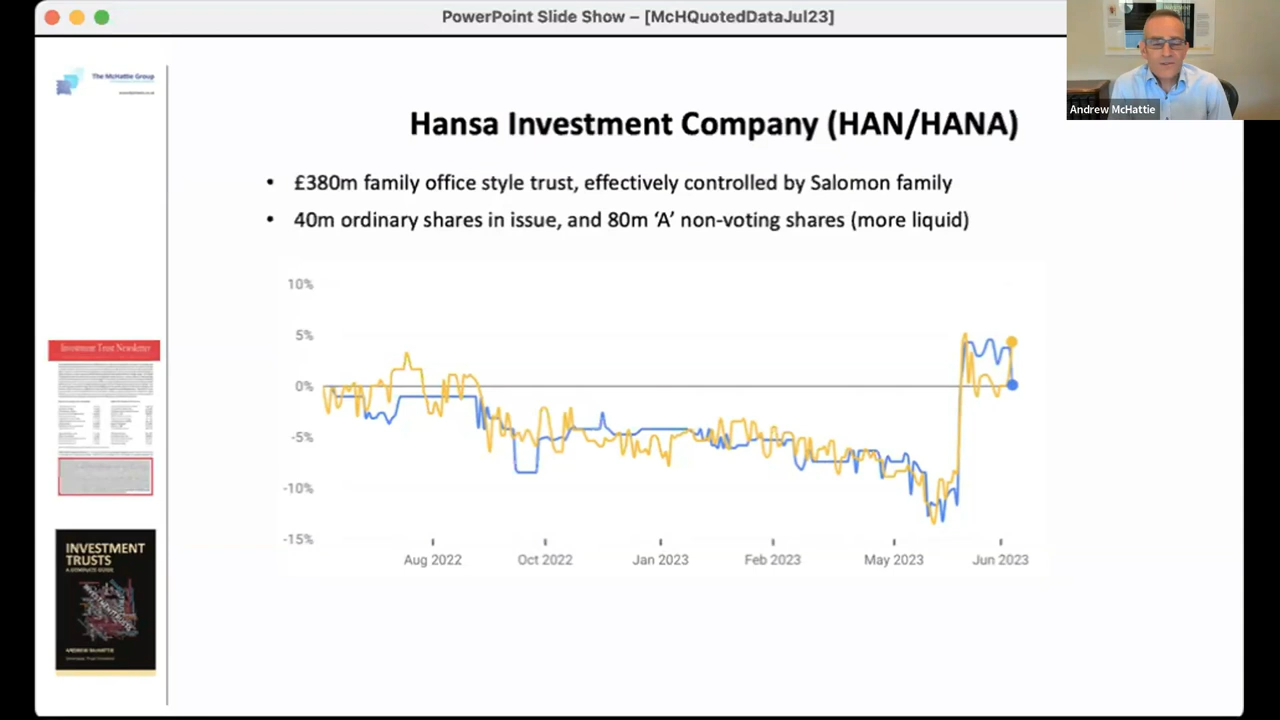 PowerPoint Slide Show – [McHQuotedDataJul23]
Andrew McHattie
The McHattie Group
Hansa Investment Company (HAN/HANA)
• £380m family office style trust, effectively controlled by Salomon family
• 40m ordinary shares in issue, and 80m ‘A’ non-voting shares (more liquid)
10%
5%
0%
-5%
-10%
-15%
Aug 2022 Oct 2022 Jan 2023 Feb 2023 May 2023 Jun 2023
Investment Trust Newsletter
INVESTMENT
TRUSTS
A COMPLETE GUIDE
ANDREW McHATTIE